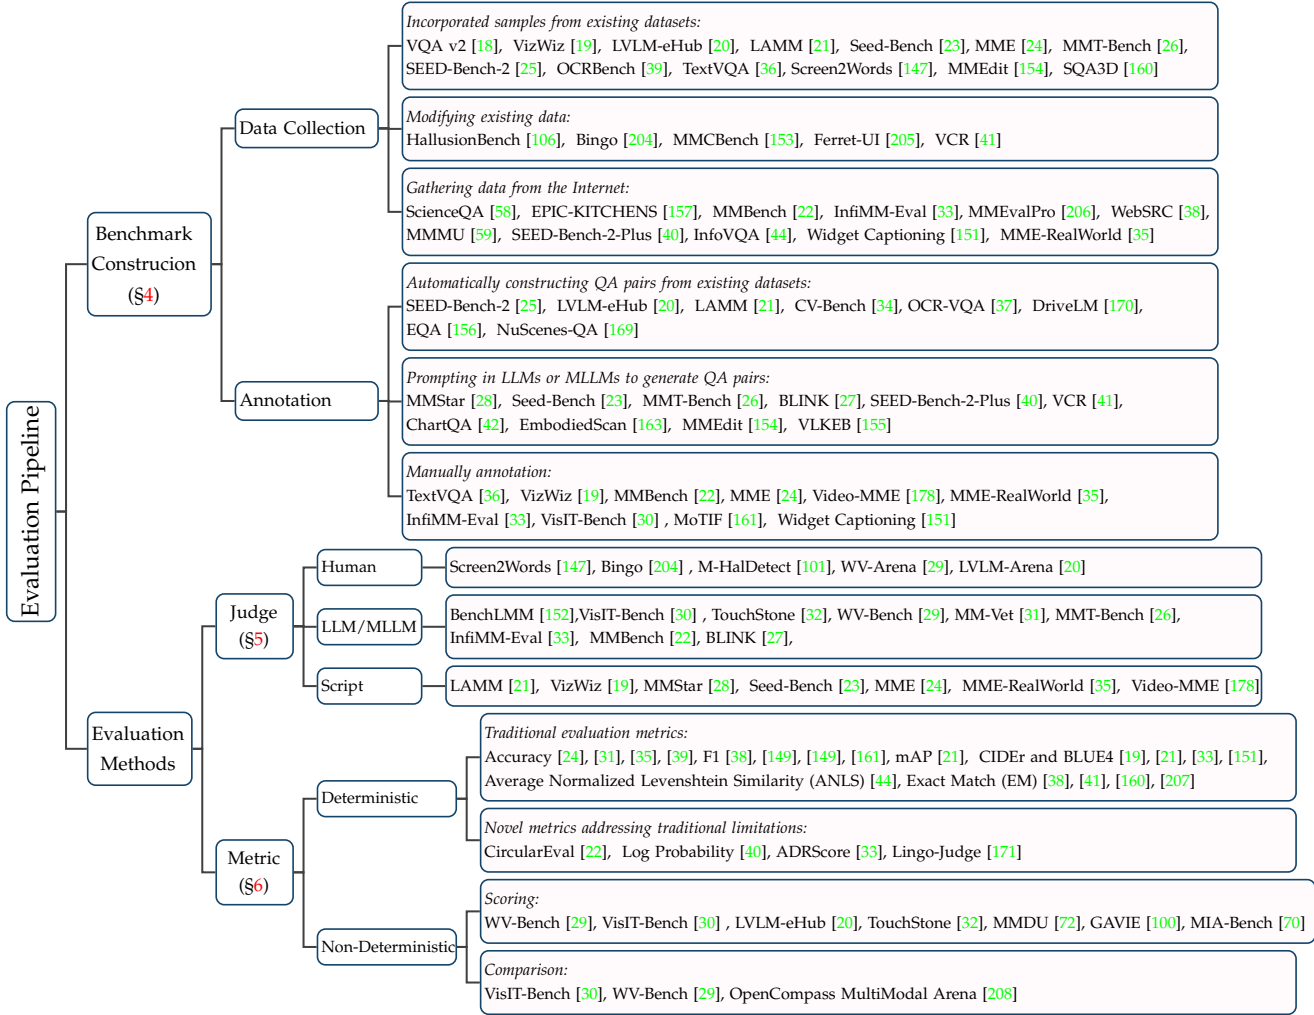 Evaluation Pipeline
Benchmark
Construcion
(§4)
Data Collection
Incorporated samples from existing datasets:
VQA v2 [18], VizWiz [19], LVLM-eHub [20], LAMM [21], Seed-Bench [23], MME [24], MMT-Bench [26],
SEED-Bench-2 [25], OCRBench [39], TextVQA [36], Screen2Words [147], MMEdit [154], SQA3D [160]
Modifying existing data:
HallusionBench [106], Bingo [204], MMCBench [153], Ferret-UI [205], VCR [41]
Gathering data from the Internet:
ScienceQA [58], EPIC-KITCHENS [157], MMBench [22], InfiMM-Eval [33], MMEvalPro [206], WebSRC [38],
MMMU [59], SEED-Bench-2-Plus [40], InfoVQA [44], Widget Captioning [151], MME-RealWorld [35]
Annotation
Automatically constructing QA pairs from existing datasets:
SEED-Bench-2 [25], LVLM-eHub [20], LAMM [21], CV-Bench [34], OCR-VQA [37], DriveLM [170],
EQA [156], NuScenes-QA [169]
Prompting in LLMs or MLLMs to generate QA pairs:
MMStar [28], Seed-Bench [23], MMT-Bench [26], BLINK [27], SEED-Bench-2-Plus [40], VCR [41],
ChartQA [42], EmbodiedScan [163], MMEdit [154], VLKEB [155]
Manually annotation:
TextVQA [36], VizWiz [19], MMBench [22], MME [24], Video-MME [178], MME-RealWorld [35],
InfiMM-Eval [33], VisIT-Bench [30] , MoTIF [161], Widget Captioning [151]
Evaluation
Methods
Judge
(§5)
Human
Screen2Words [147], Bingo [204] , M-HalDetect [101], WV-Arena [29], LVLM-Arena [20]
LLM/MLLM
BenchLMM [152],VisIT-Bench [30] , TouchStone [32], WV-Bench [29], MM-Vet [31], MMT-Bench [26],
InfiMM-Eval [33], MMBench [22], BLINK [27],
Script
LAMM [21], VizWiz [19], MMStar [28], Seed-Bench [23], MME [24], MME-RealWorld [35], Video-MME [178]
Metric
(§6)
Deterministic
Traditional evaluation metrics:
Accuracy [24], [31], [35], [39], F1 [38], [149], [149], [161], mAP [21], CIDEr and BLUE4 [19], [21], [33], [151],
Average Normalized Levenshtein Similarity (ANLS) [44], Exact Match (EM) [38], [41], [160], [207]
Novel metrics addressing traditional limitations:
CircularEval [22], Log Probability [40], ADRScore [33], Lingo-Judge [171]
Non-Deterministic
Scoring:
WV-Bench [29], VisIT-Bench [30] , LVLM-eHub [20], TouchStone [32], MMDU [72], GAVIE [100], MIA-Bench [70]
Comparison:
VisIT-Bench [30], WV-Bench [29], OpenCompass MultiModal Arena [208]